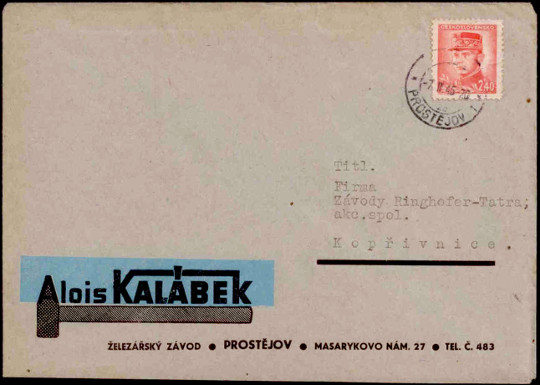 ČESKOSLOVENSKO
2·40
PROSTĚJOV 1
Titl.
Firma
Závody Ringhofer-Tatra,
akc.spol.
Kopřivnice.
Alois KALÁBEK
ŽELEZÁŘSKÝ ZÁVOD ● PROSTĚJOV ● MASARYKOVO NÁM. 27 ● TEL. Č. 483